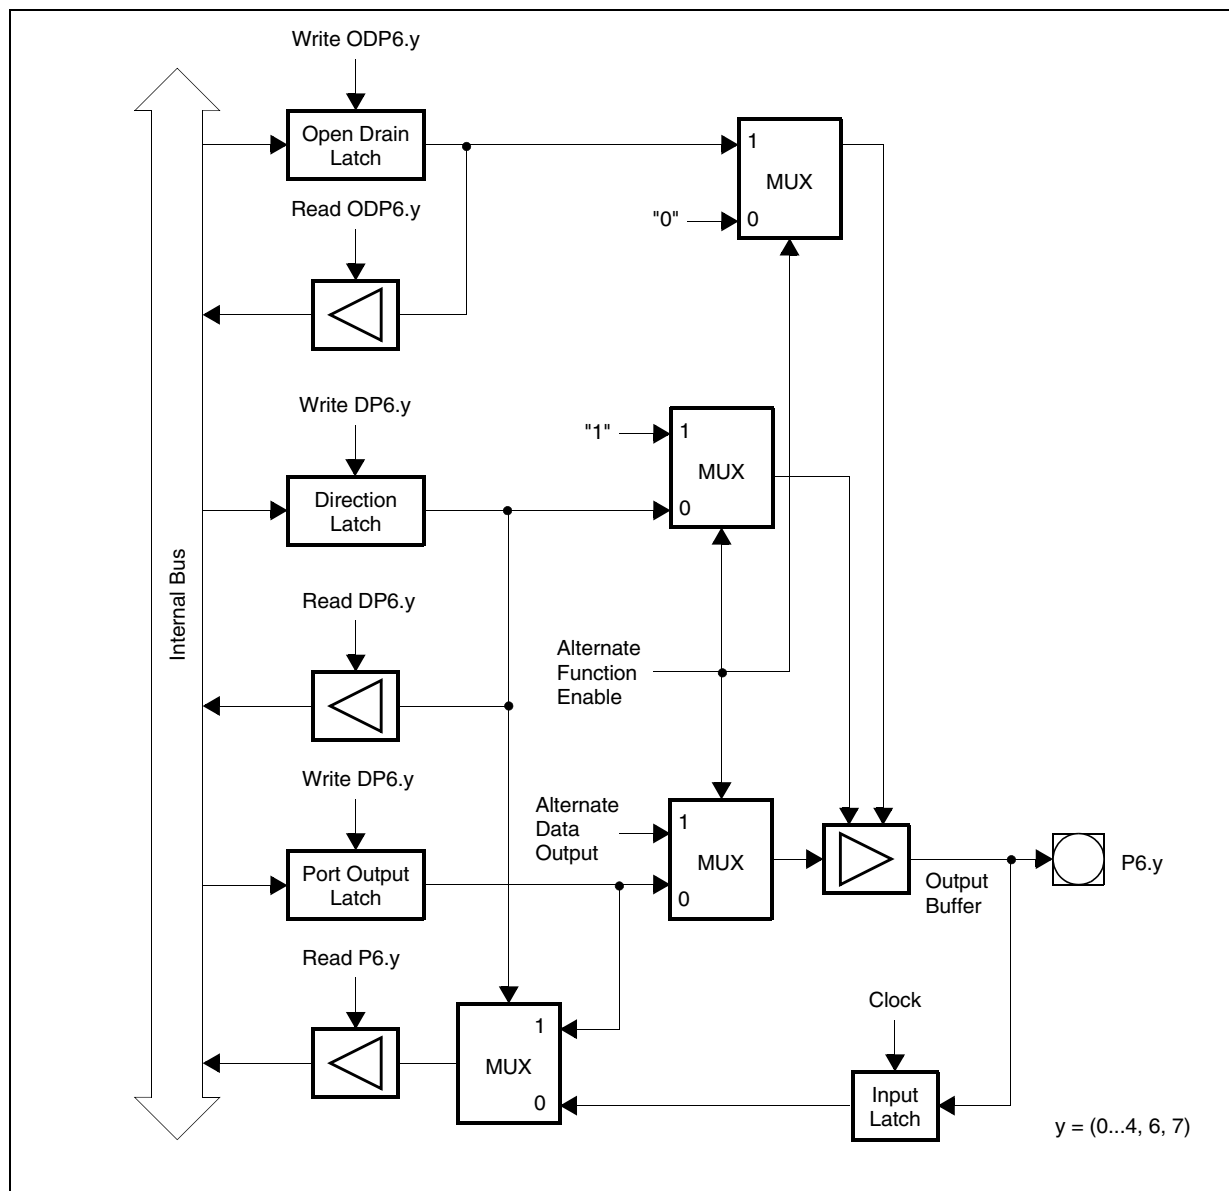 Write ODP6.y
Open Drain
Latch
1
MUX
Read ODP6.y
"0"
0
Write DP6.y
"1"
1
MUX
Direction
Latch
0
Internal Bus
Read DP6.y
Alternate
Function
Enable
Write DP6.y
Alternate
Data
Output
1
MUX
Port Output
Latch
0
P6.y
Output
Buffer
Read P6.y
Clock
1
MUX
0
Input
Latch
y = (0...4, 6, 7)